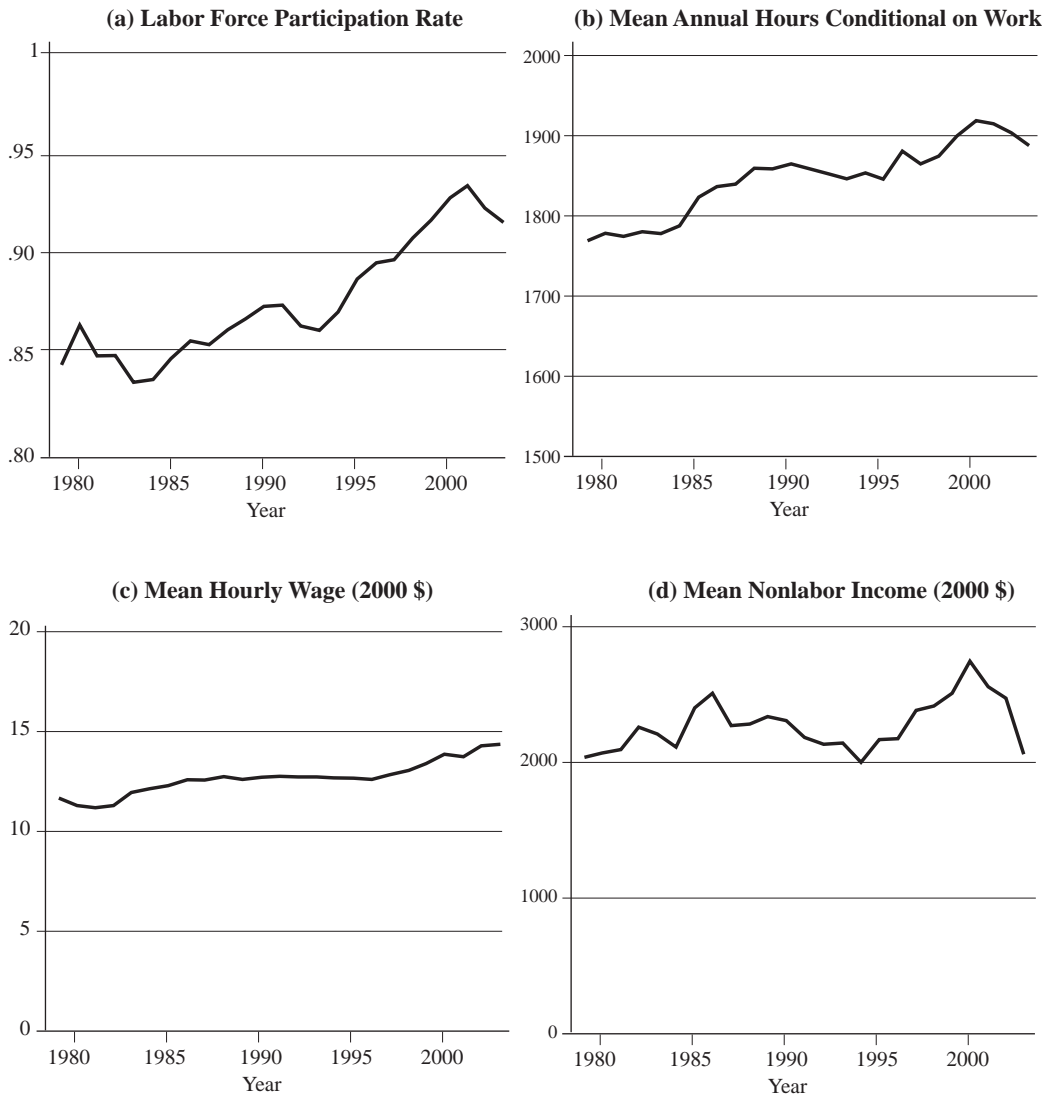 (a) Labor Force Participation Rate
1
.95
.90
.85
.80
1980 1985 1990 1995 2000
Year
(b) Mean Annual Hours Conditional on Work
2000
1900
1800
1700
1600
1500
1980 1985 1990 1995 2000
Year
(c) Mean Hourly Wage (2000 $)
20
15
10
5
0
1980 1985 1990 1995 2000
Year
(d) Mean Nonlabor Income (2000 $)
3000
2000
1000
0
1980 1985 1990 1995 2000
Year